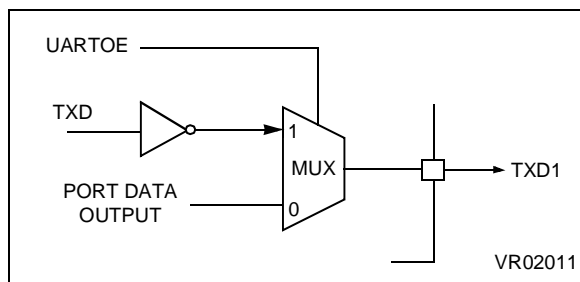 UARTOE
TXD
1
MUX
TXD1
PORT DATA
OUTPUT
0
VR02011